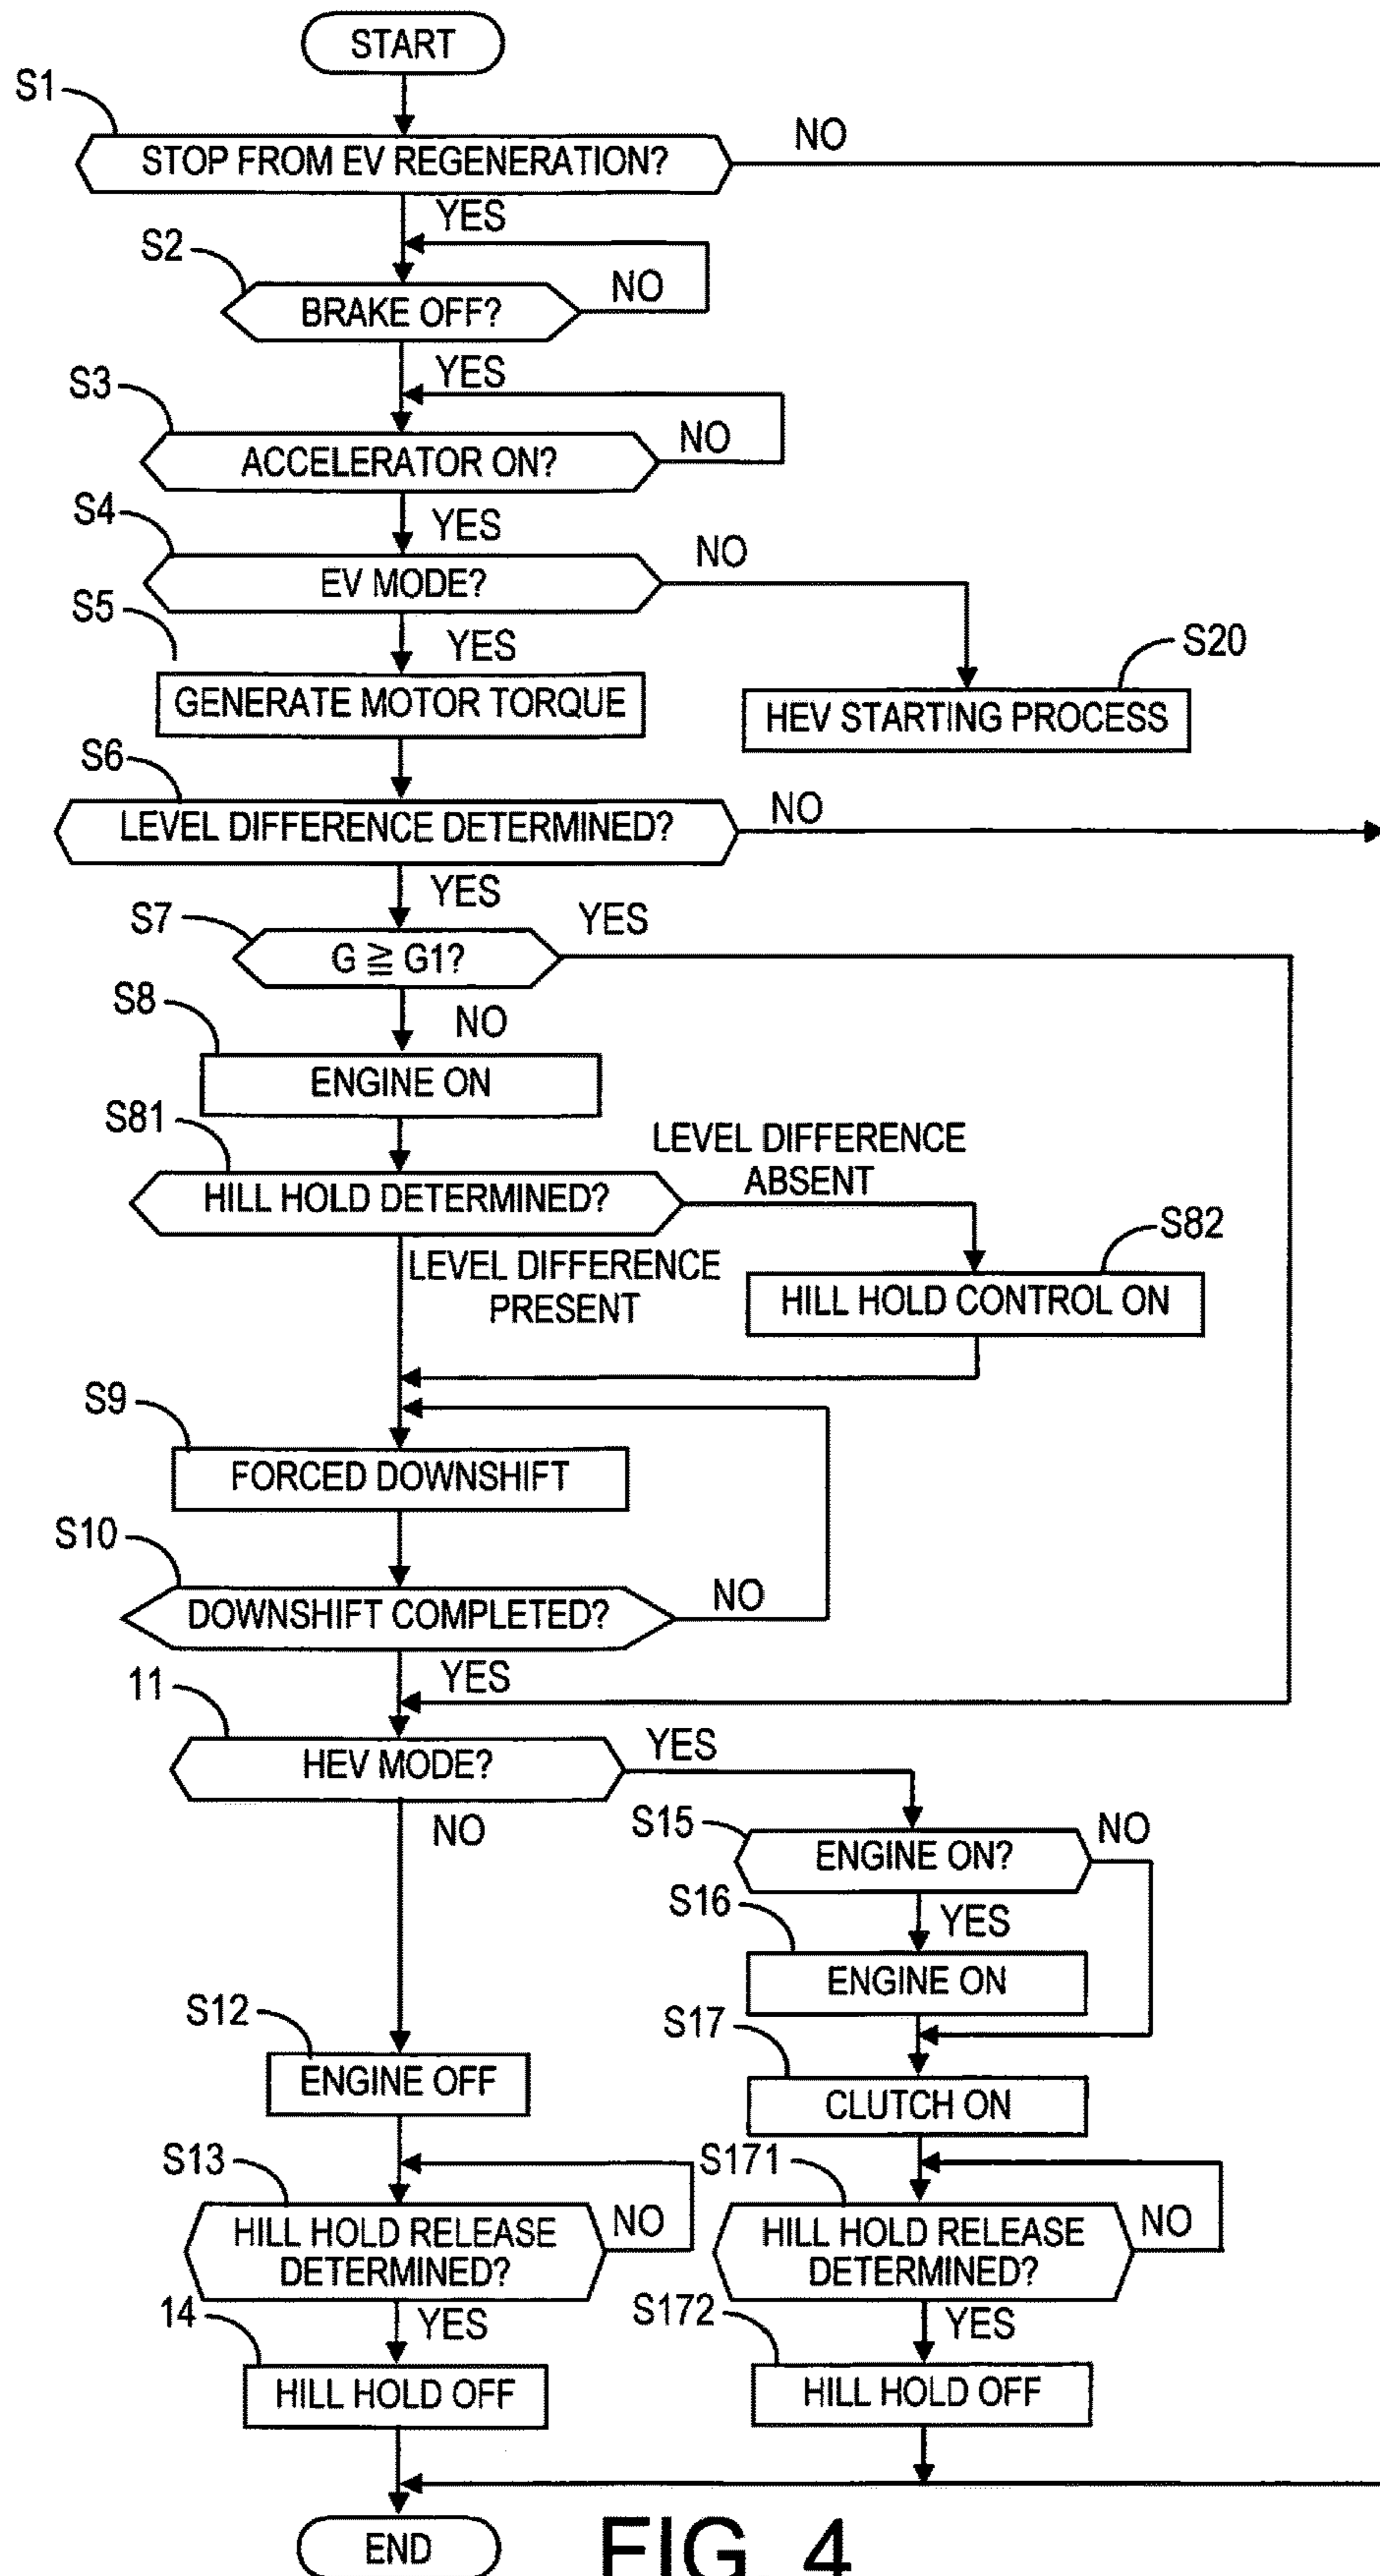 START
S1
STOP FROM EV REGENERATION?
NO
YES
S2
BRAKE OFF?
NO
YES
S3
ACCELERATOR ON?
NO
YES
S4
EV MODE?
NO
YES
S5
GENERATE MOTOR TORQUE
S20
HEV STARTING PROCESS
S6
LEVEL DIFFERENCE DETERMINED?
NO
YES
S7
G ≧ G1?
YES
NO
S8
ENGINE ON
S81
HILL HOLD DETERMINED?
LEVEL DIFFERENCE
ABSENT
LEVEL DIFFERENCE
PRESENT
S82
HILL HOLD CONTROL ON
S9
FORCED DOWNSHIFT
S10
DOWNSHIFT COMPLETED?
NO
YES
11
HEV MODE?
YES
NO
S15
ENGINE ON?
NO
YES
S16
ENGINE ON
S12
ENGINE OFF
S17
CLUTCH ON
S13
HILL HOLD RELEASE
DETERMINED?
NO
YES
S171
HILL HOLD RELEASE
DETERMINED?
NO
YES
14
HILL HOLD OFF
S172
HILL HOLD OFF
END
FIG. 4